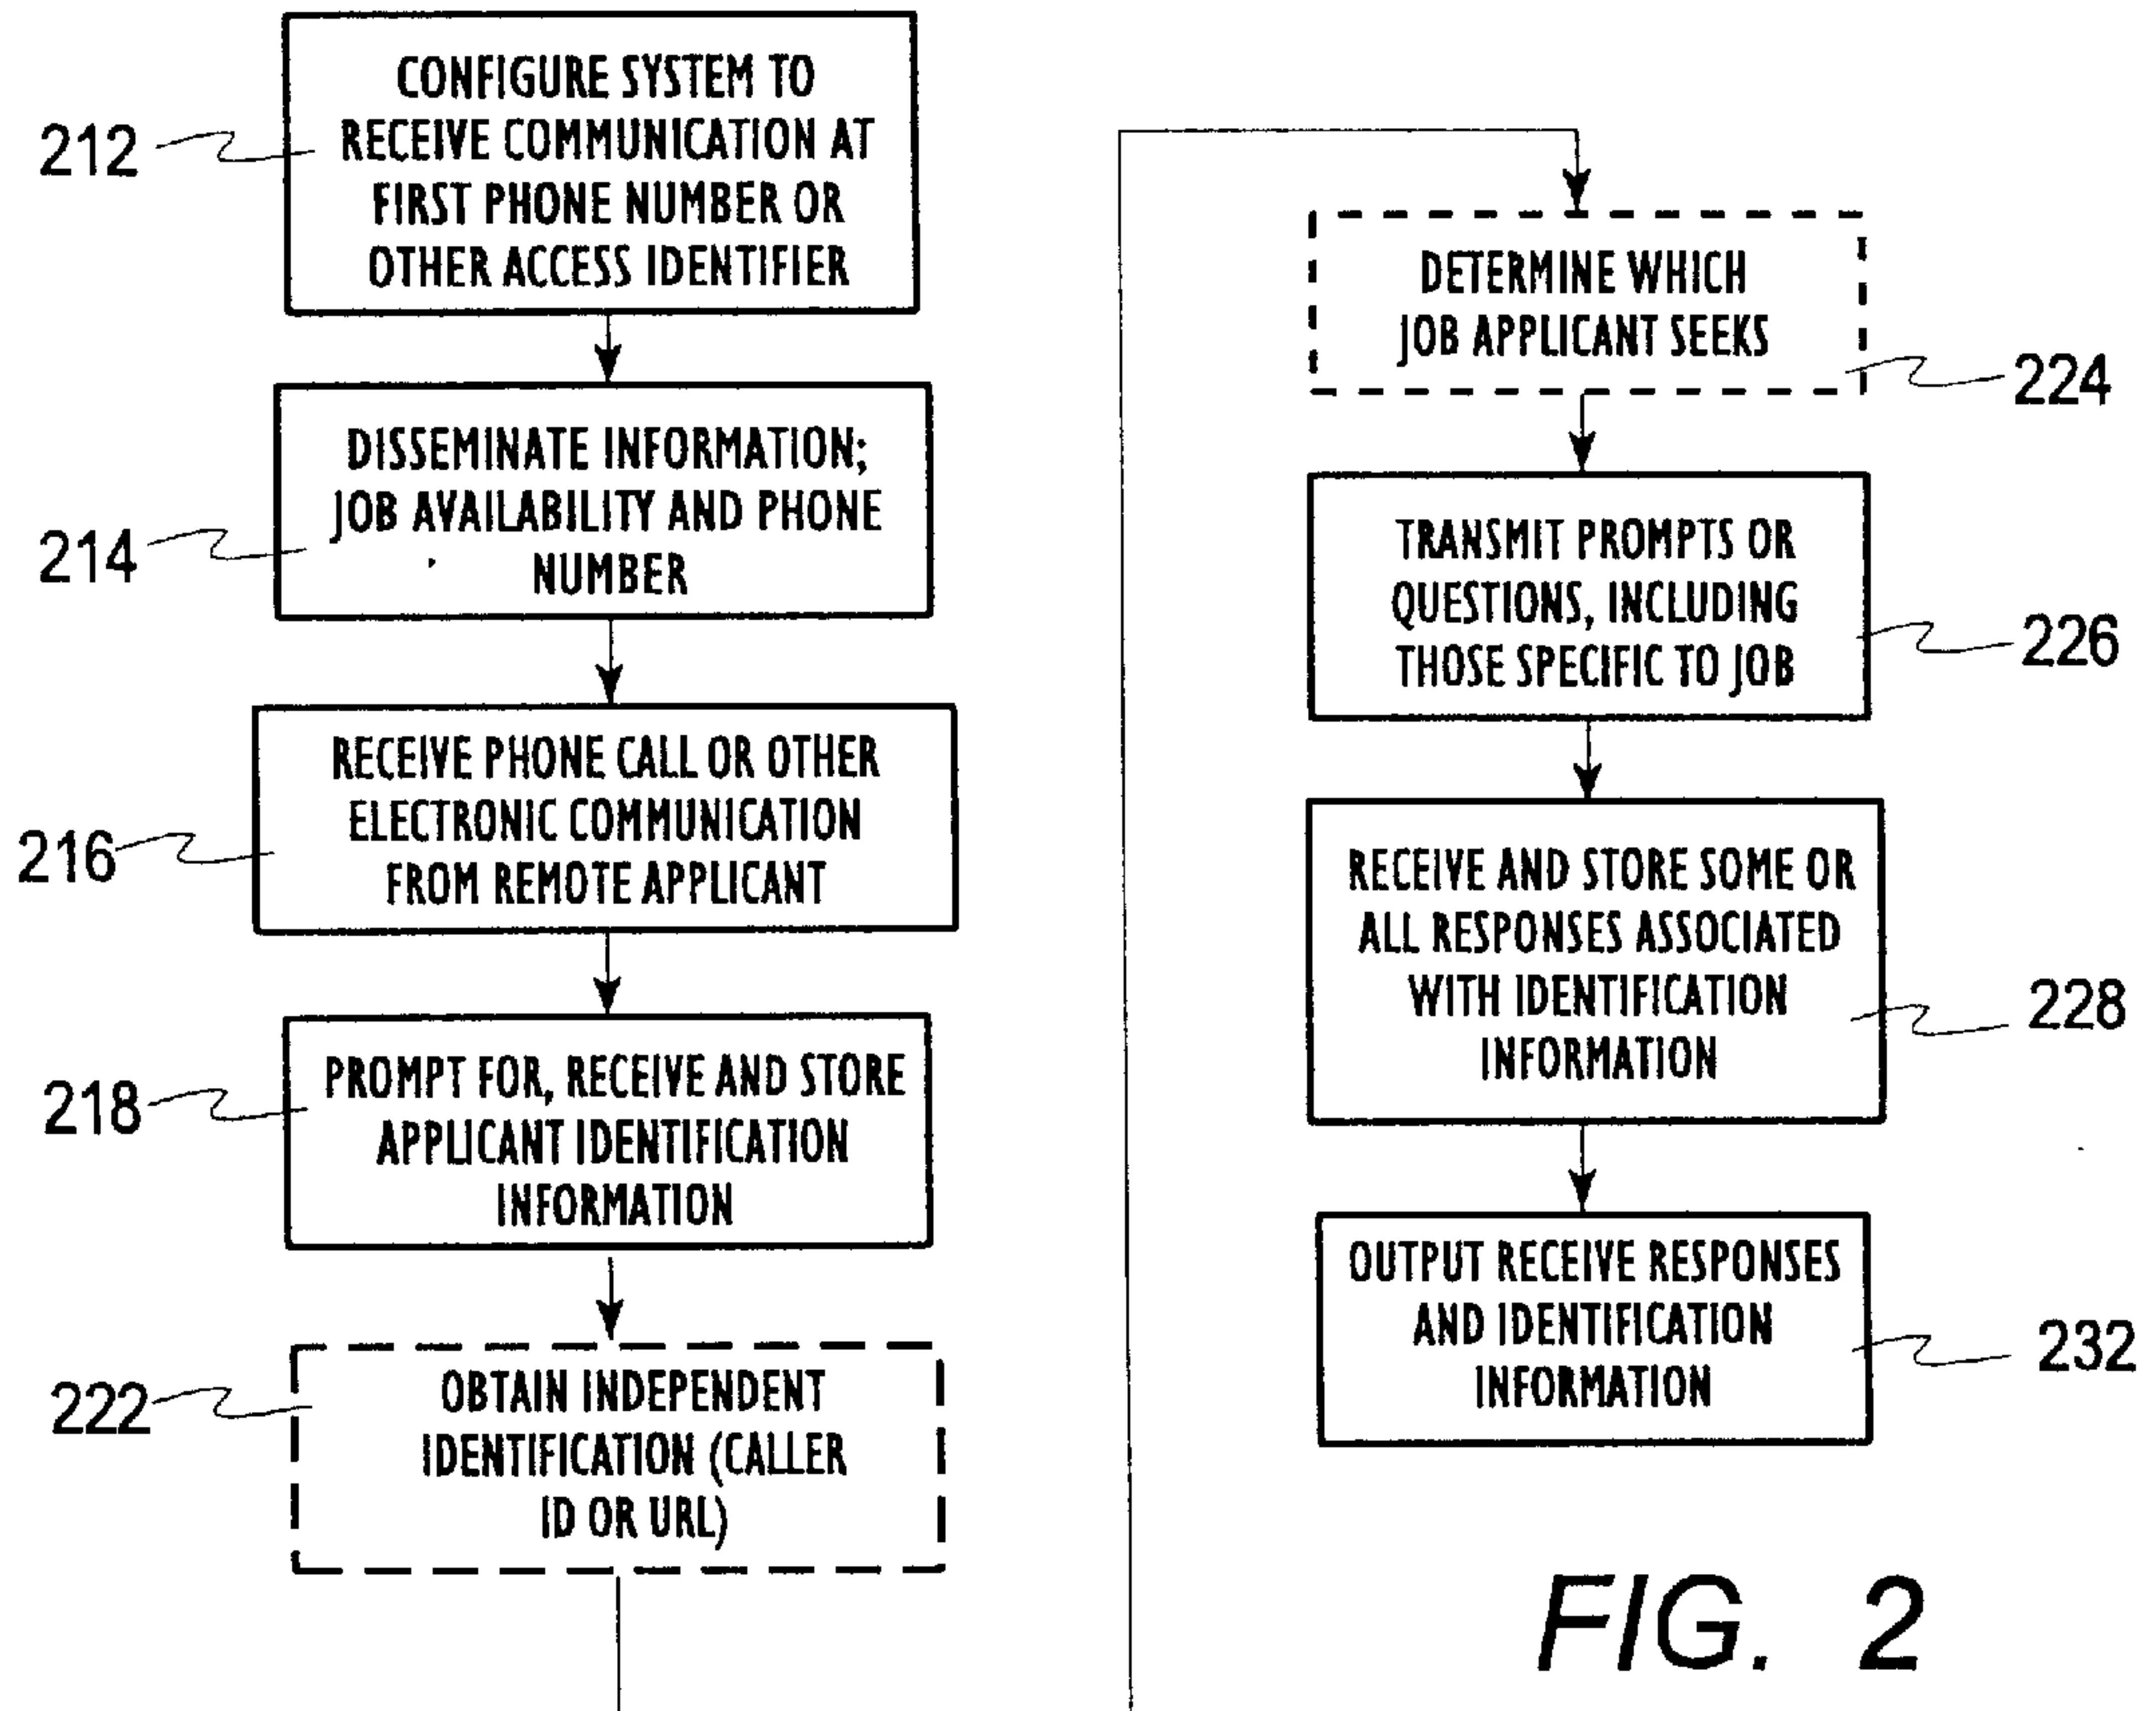 CONFIGURE SYSTEM TO
RECEIVE COMMUNICATION AT
FIRST PHONE NUMBER OR
OTHER ACCESS IDENTIFIER
212
DISSEMINATE INFORMATION;
JOB AVAILABILITY AND PHONE
NUMBER
214
RECEIVE PHONE CALL OR OTHER
ELECTRONIC COMMUNICATION
FROM REMOTE APPLICANT
216
PROMPT FOR, RECEIVE AND STORE
APPLICANT IDENTIFICATION
INFORMATION
218
OBTAIN INDEPENDENT
IDENTIFICATION (CALLER
ID OR URL)
222
DETERMINE WHICH
JOB APPLICANT SEEKS
224
TRANSMIT PROMPTS OR
QUESTIONS, INCLUDING
THOSE SPECIFIC TO JOB
226
RECEIVE AND STORE SOME OR
ALL RESPONSES ASSOCIATED
WITH IDENTIFICATION
INFORMATION
228
OUTPUT RECEIVE RESPONSES
AND IDENTIFICATION
INFORMATION
232
FIG. 2